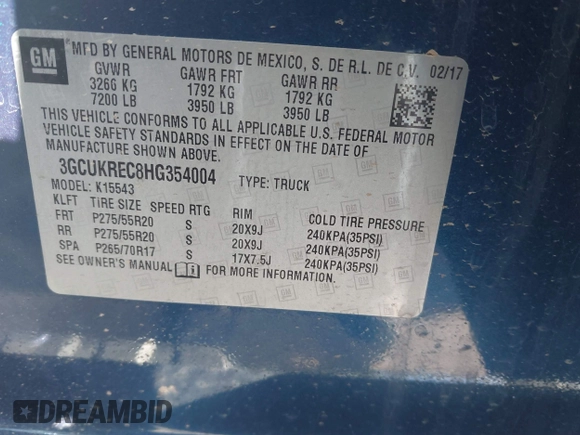 GM
MFD BY GENERAL MOTORS DE MEXICO, S. DE R.L. DE C.V. 02/17
GVWR GAWR FRT GAWR RR
3266 KG 1792 KG 1792 KG
7200 LB 3950 LB 3950 LB
THIS VEHICLE CONFORMS TO ALL APPLICABLE U.S. FEDERAL MOTOR
VEHICLE SAFETY STANDARDS IN EFFECT ON THE DATE OF
MANUFACTURE SHOWN ABOVE.
3GCUKREC8HG354004 TYPE: TRUCK
MODEL: K15543
KLFT TIRE SIZE SPEED RTG RIM COLD TIRE PRESSURE
FRT P275/55R20 S 20X9J 240KPA(35PSI)
RR P275/55R20 S 20X9J 240KPA(35PSI)
SPA P265/70R17 S 17X7.5J 240KPA(35PSI)
SEE OWNER'S MANUAL FOR MORE INFORMATION.
DREAMBID